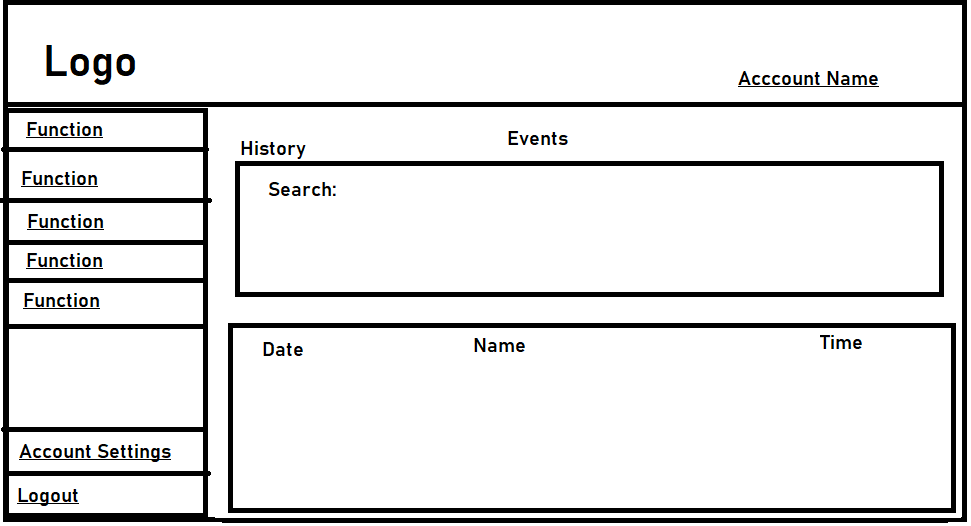 Logo
Acccount Name
Function
Function
Function
Function
Function
Account Settings
Logout
History
Events
Search:
Date
Name
Time